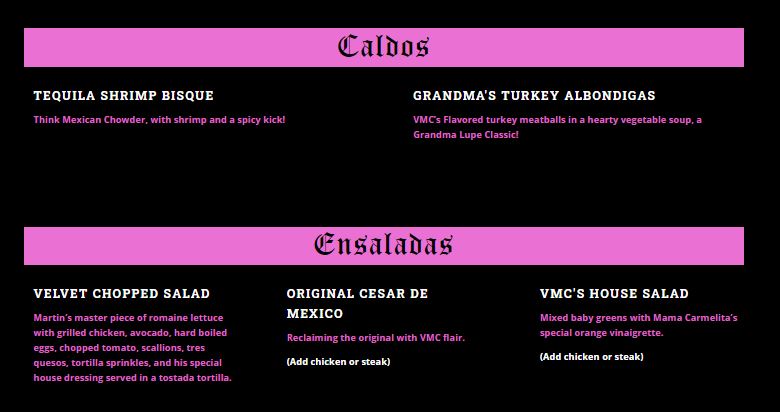 Caldos
TEQUILA SHRIMP BISQUE
Think Mexican Chowder, with shrimp and a spicy kick!
GRANDMA'S TURKEY ALBONDIGAS
VMC's Flavored turkey meatballs in a hearty vegetable soup, a
Grandma Lupe Classic!
Ensaladas
VELVET CHOPPED SALAD
Martin's master piece of romaine lettuce
with grilled chicken, avocado, hard boiled
eggs, chopped tomato, scallions, tres
quesos, tortilla sprinkles, and his special
house dressing served in a tostada tortilla.
ORIGINAL CESAR DE
MEXICO
Reclaiming the original with VMC flair.
(Add chicken or steak)
VMC'S HOUSE SALAD
Mixed baby greens with Mama Carmelita's
special orange vinaigrette.
(Add chicken or steak)